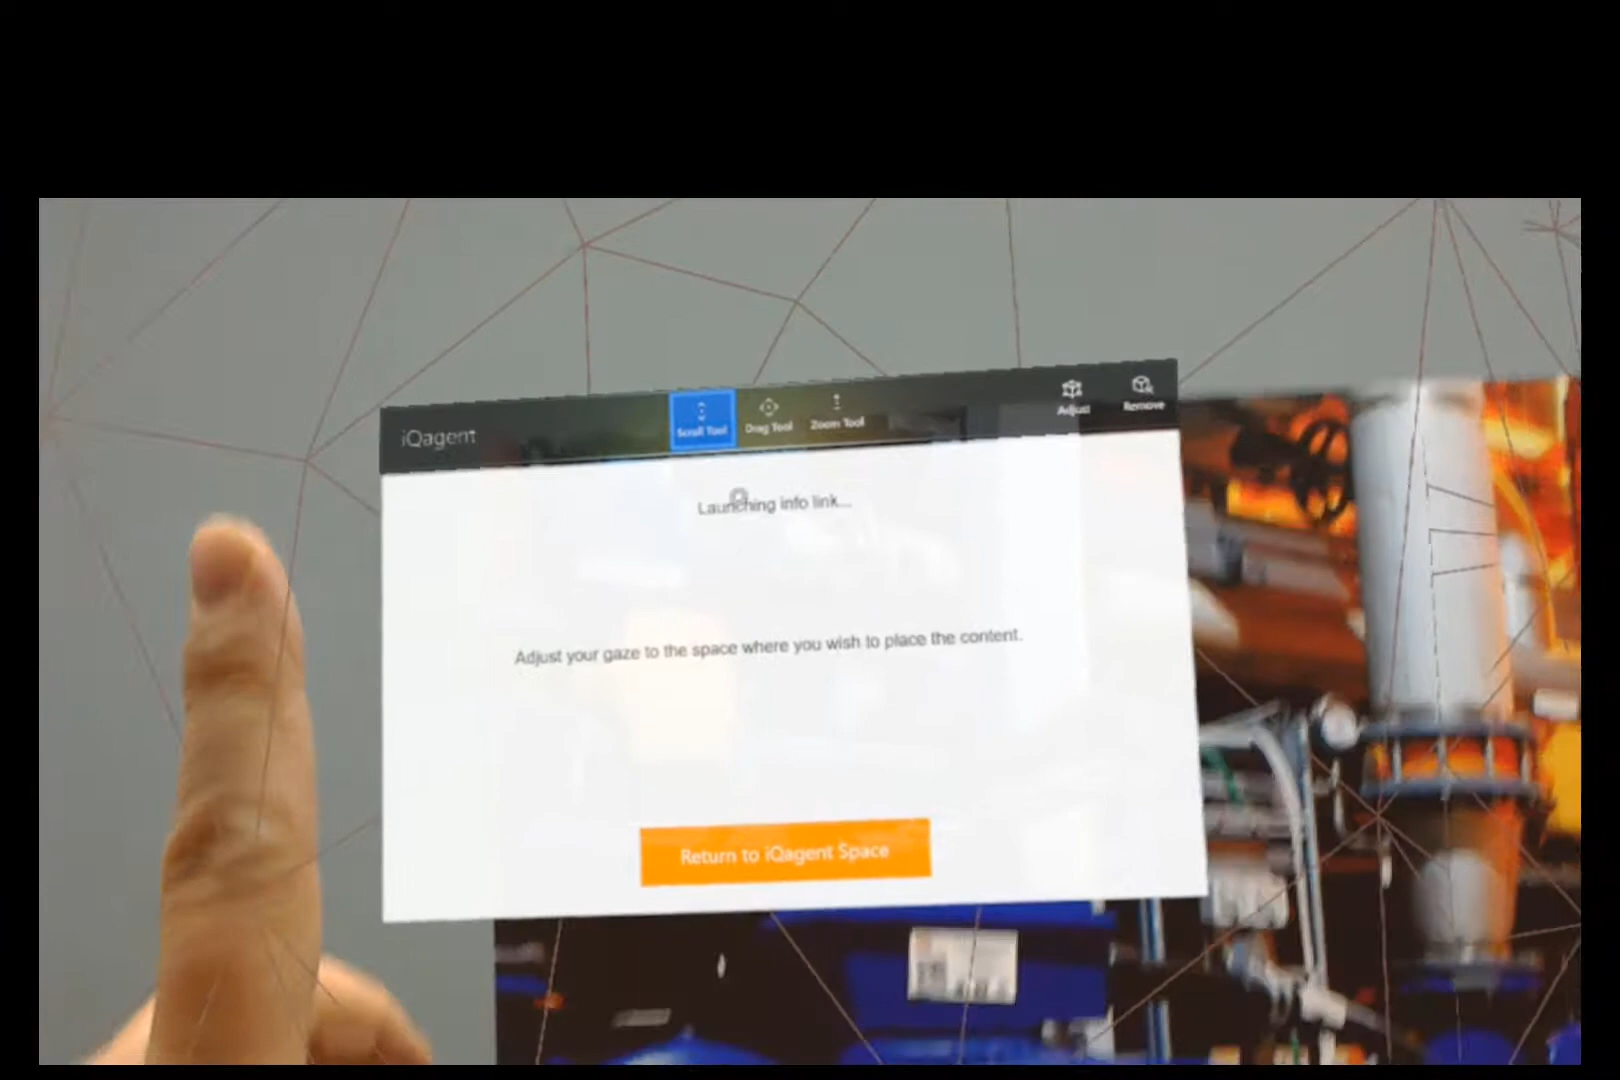 iQagent
Scroll Tool
Drag Tool
Zoom Tool
Adjust
Remove
Launching info link...
Adjust your gaze to the space where you wish to place the content.
Return to iQagent Space